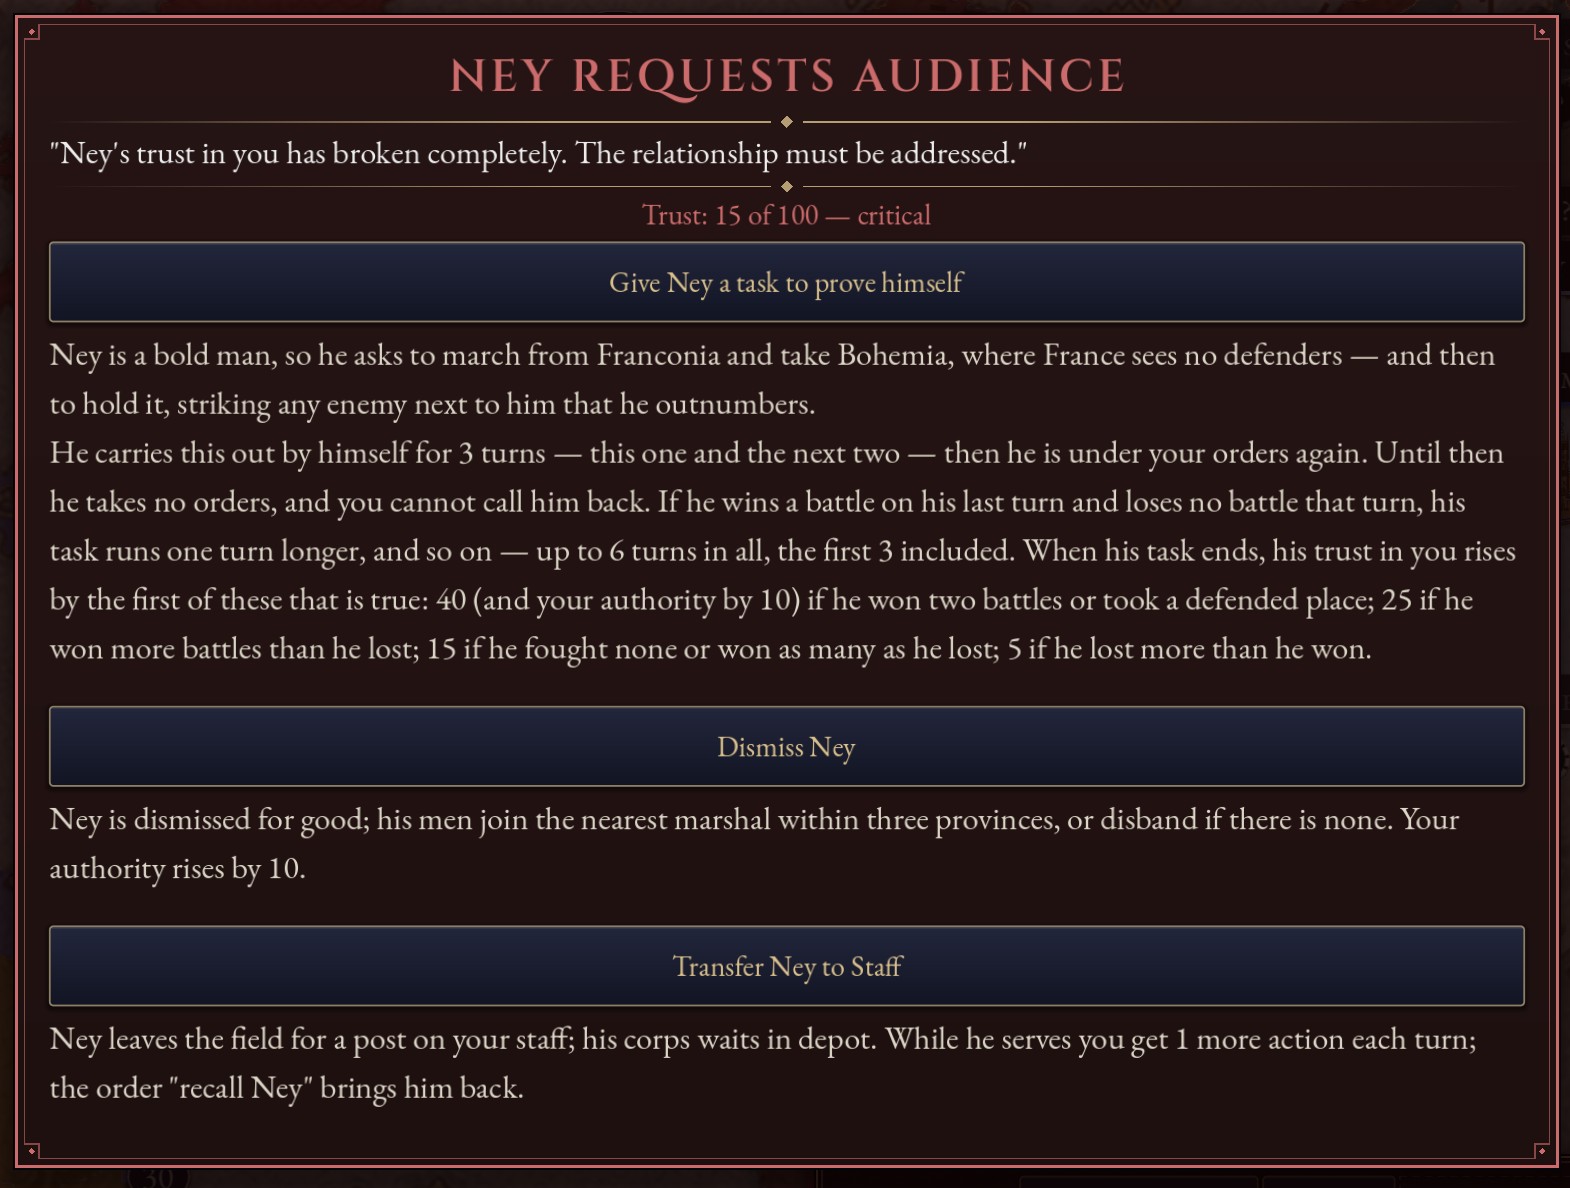 NEY REQUESTS AUDIENCE
"Ney's trust in you has broken completely. The relationship must be addressed."
Trust: 15 of 100 — critical
Give Ney a task to prove himself
Ney is a bold man, so he asks to march from Franconia and take Bohemia, where France sees no defenders — and then
to hold it, striking any enemy next to him that he outnumbers.
He carries this out by himself for 3 turns — this one and the next two — then he is under your orders again. Until then
he takes no orders, and you cannot call him back. If he wins a battle on his last turn and loses no battle that turn, his
task runs one turn longer, and so on — up to 6 turns in all, the first 3 included. When his task ends, his trust in you rises
by the first of these that is true: 40 (and your authority by 10) if he won two battles or took a defended place; 25 if he
won more battles than he lost; 15 if he fought none or won as many as he lost; 5 if he lost more than he won.
Dismiss Ney
Ney is dismissed for good; his men join the nearest marshal within three provinces, or disband if there is none. Your
authority rises by 10.
Transfer Ney to Staff
Ney leaves the field for a post on your staff; his corps waits in depot. While he serves you get 1 more action each turn;
the order "recall Ney" brings him back.
30